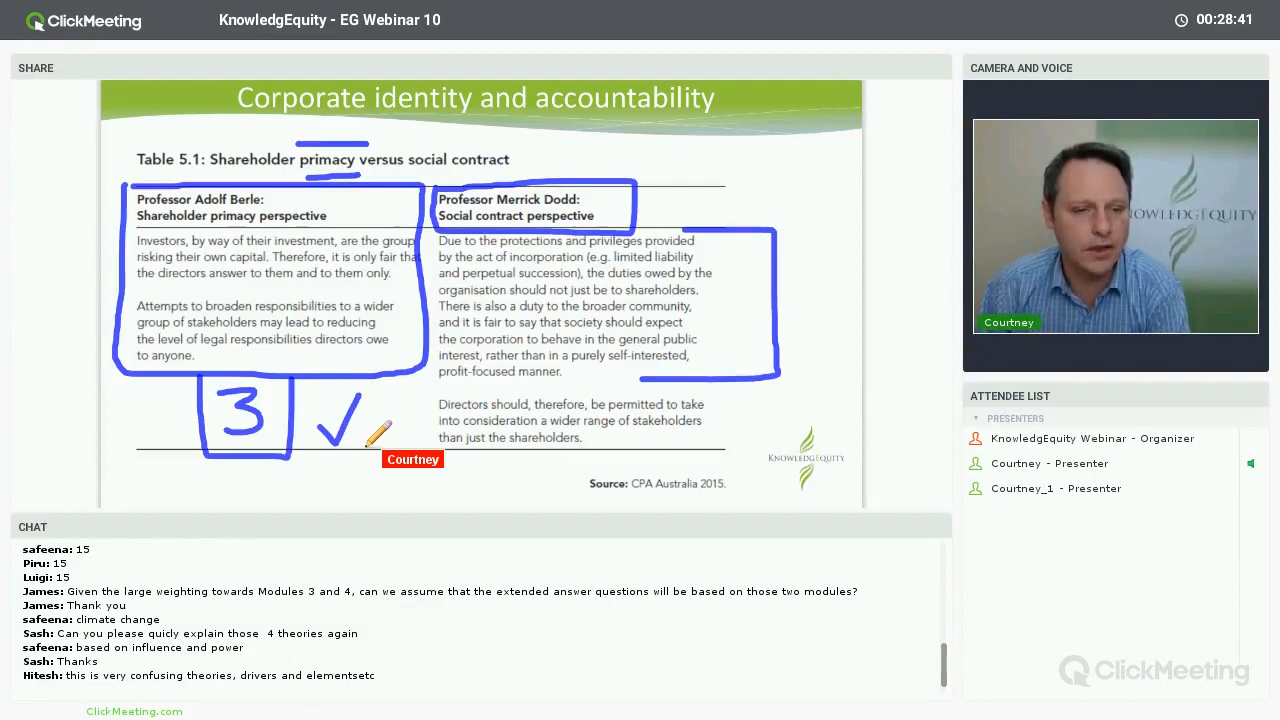 ClickMeeting
KnowledgEquity - EG Webinar 10
00:28:41
SHARE
Corporate identity and accountability
Table 5.1: Shareholder primacy versus social contract
Professor Adolf Berle:
Shareholder primacy perspective
Investors, by way of their investment, are the group
risking their own capital. Therefore, it is only fair that
the directors answer to them and to them only.
Attempts to broaden responsibilities to a wider
group of stakeholders may lead to reducing
the level of legal responsibilities directors owe
to anyone.
Professor Merrick Dodd:
Social contract perspective
Due to the protections and privileges provided
by the act of incorporation (e.g. limited liability
and perpetual succession), the duties owed by the
organisation should not just be to shareholders.
There is also a duty to the broader community,
and it is fair to say that society should expect
the corporation to behave in the general public
interest, rather than in a purely self-interested,
profit-focused manner.
Directors should, therefore, be permitted to take
into consideration a wider range of stakeholders
than just the shareholders.
3
Courtney
KNOWLEDGEQUITY
Source: CPA Australia 2015.
CAMERA AND VOICE
KNOWLEDGEQUITY
Courtney
ATTENDEE LIST
PRESENTERS
KnowledgEquity Webinar - Organizer
Courtney - Presenter
Courtney_1 - Presenter
CHAT
safeena: 15
Piru: 15
Luigi: 15
James: Given the large weighting towards Modules 3 and 4, can we assume that the extended answer questions will be based on those two modules?
James: Thank you
safeena: climate change
Sash: Can you please quicly explain those 4 theories again
safeena: based on influence and power
Sash: Thanks
Hitesh: this is very confusing theories, drivers and elementsetc
ClickMeeting
ClickMeeting.com